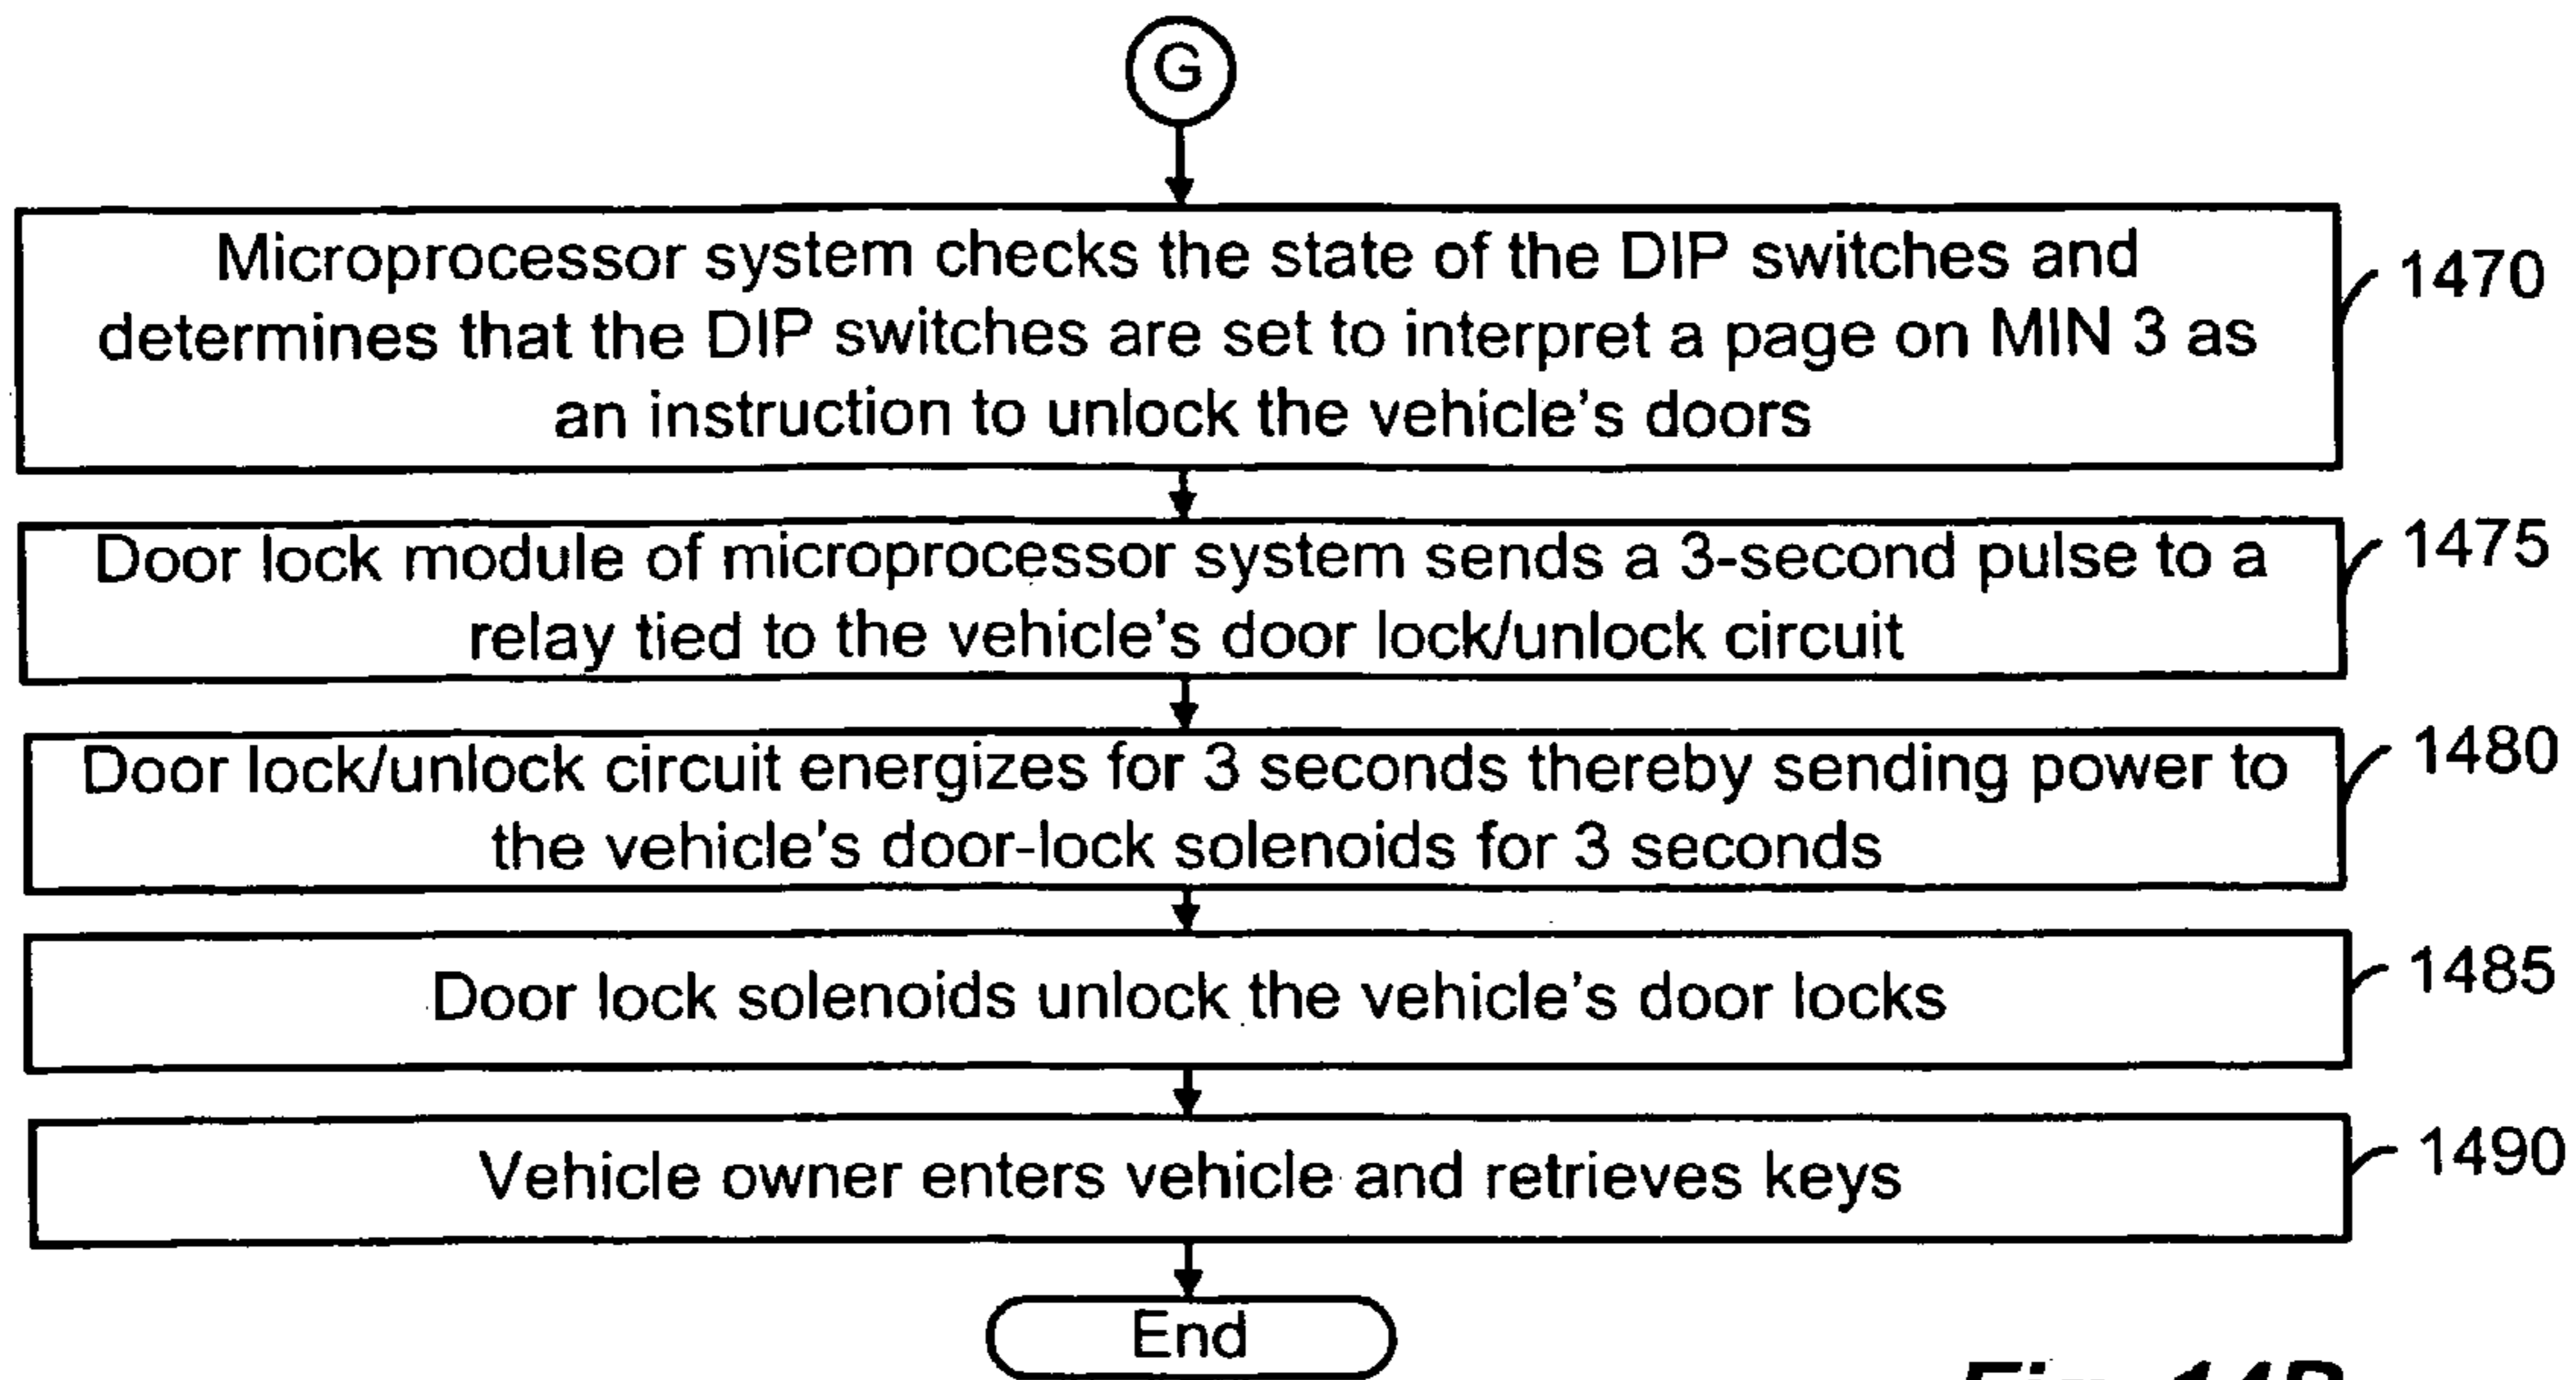 G
Microprocessor system checks the state of the DIP switches and
determines that the DIP switches are set to interpret a page on MIN 3 as
an instruction to unlock the vehicle's doors
1470
Door lock module of microprocessor system sends a 3-second pulse to a
relay tied to the vehicle's door lock/unlock circuit
1475
Door lock/unlock circuit energizes for 3 seconds thereby sending power to
the vehicle's door-lock solenoids for 3 seconds
1480
Door lock solenoids unlock the vehicle's door locks
1485
Vehicle owner enters vehicle and retrieves keys
1490
End